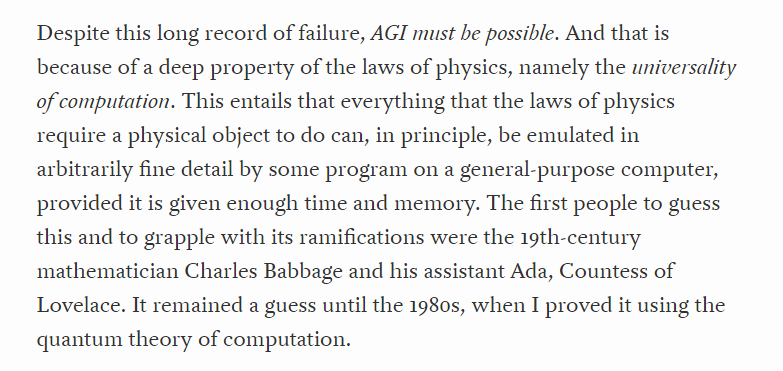 Despite this long record of failure, AGI must be possible. And that is
because of a deep property of the laws of physics, namely the universality
of computation. This entails that everything that the laws of physics
require a physical object to do can, in principle, be emulated in
arbitrarily fine detail by some program on a general-purpose computer,
provided it is given enough time and memory. The first people to guess
this and to grapple with its ramifications were the 19th-century
mathematician Charles Babbage and his assistant Ada, Countess of
Lovelace. It remained a guess until the 1980s, when I proved it using the
quantum theory of computation.